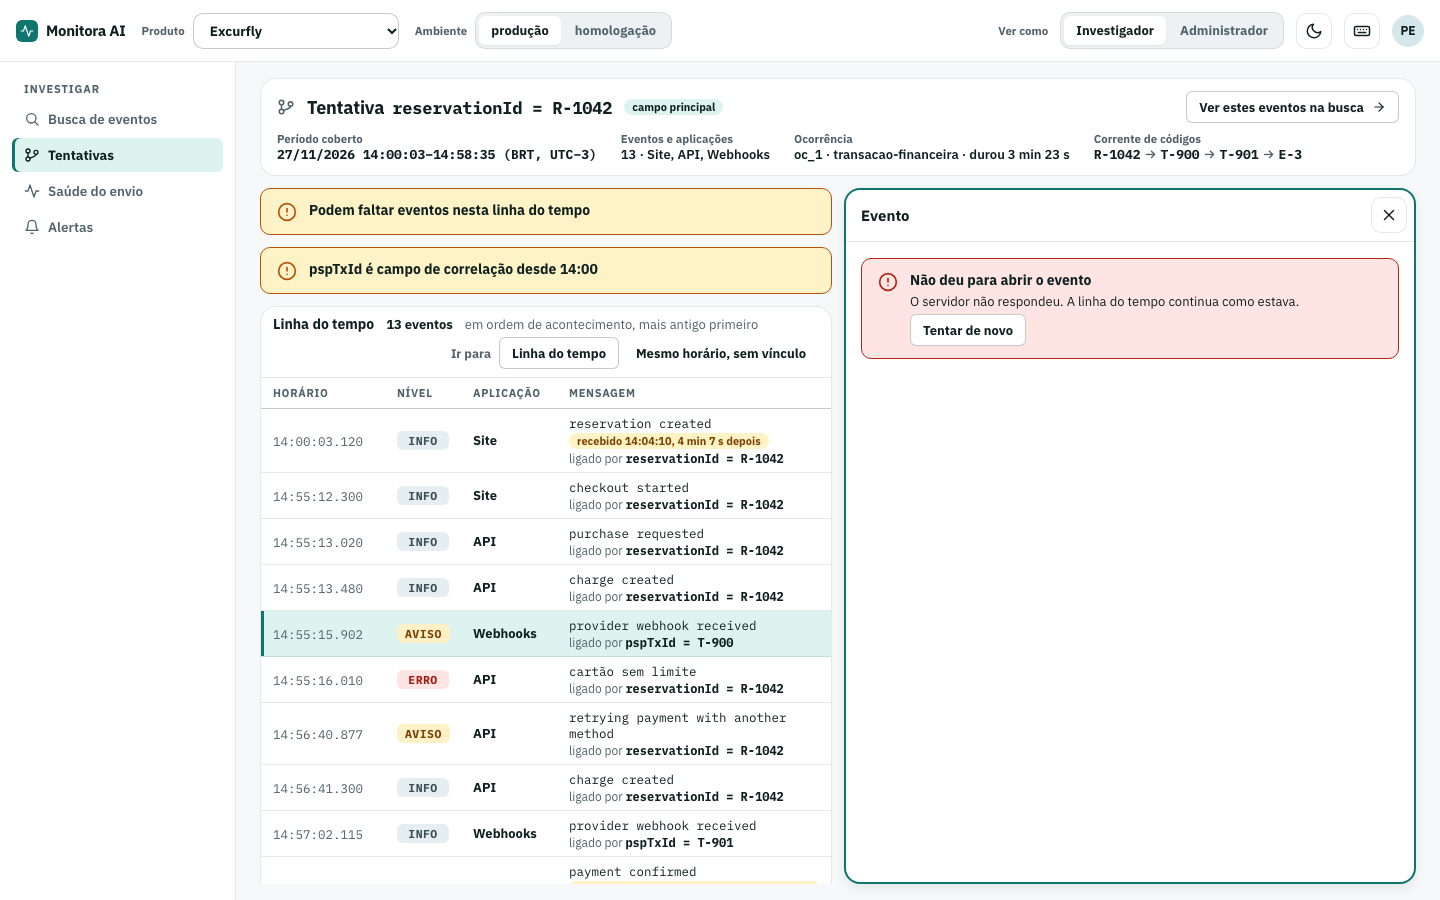 Monitora AI
Produto
Excurfly
Ambiente
produção
homologação
Ver como
Investigador
Administrador
PE
INVESTIGAR
Busca de eventos
Tentativas
Saúde do envio
Alertas
Tentativa reservationId = R-1042
campo principal
Ver estes eventos na busca →
Período coberto
27/11/2026 14:00:03–14:58:35 (BRT, UTC−3)
Eventos e aplicações
13 · Site, API, Webhooks
Ocorrência
oc_1 · transacao-financeira · durou 3 min 23 s
Corrente de códigos
R-1042 → T-900 → T-901 → E-3
Podem faltar eventos nesta linha do tempo
pspTxId é campo de correlação desde 14:00
Linha do tempo 13 eventos em ordem de acontecimento, mais antigo primeiro
Ir para Linha do tempo Mesmo horário, sem vínculo
HORÁRIO NÍVEL APLICAÇÃO MENSAGEM
14:00:03.120 INFO Site reservation created
recebido 14:04:10, 4 min 7 s depois
ligado por reservationId = R-1042
14:55:12.300 INFO Site checkout started
ligado por reservationId = R-1042
14:55:13.020 INFO API purchase requested
ligado por reservationId = R-1042
14:55:13.480 INFO API charge created
ligado por reservationId = R-1042
14:55:15.902 AVISO Webhooks provider webhook received
ligado por pspTxId = T-900
14:55:16.010 ERRO API cartão sem limite
ligado por reservationId = R-1042
14:56:40.877 AVISO API retrying payment with another
method
ligado por reservationId = R-1042
14:56:41.300 INFO API charge created
ligado por reservationId = R-1042
14:57:02.115 INFO Webhooks provider webhook received
ligado por pspTxId = T-901
payment confirmed
Evento
Não deu para abrir o evento
O servidor não respondeu. A linha do tempo continua como estava.
Tentar de novo